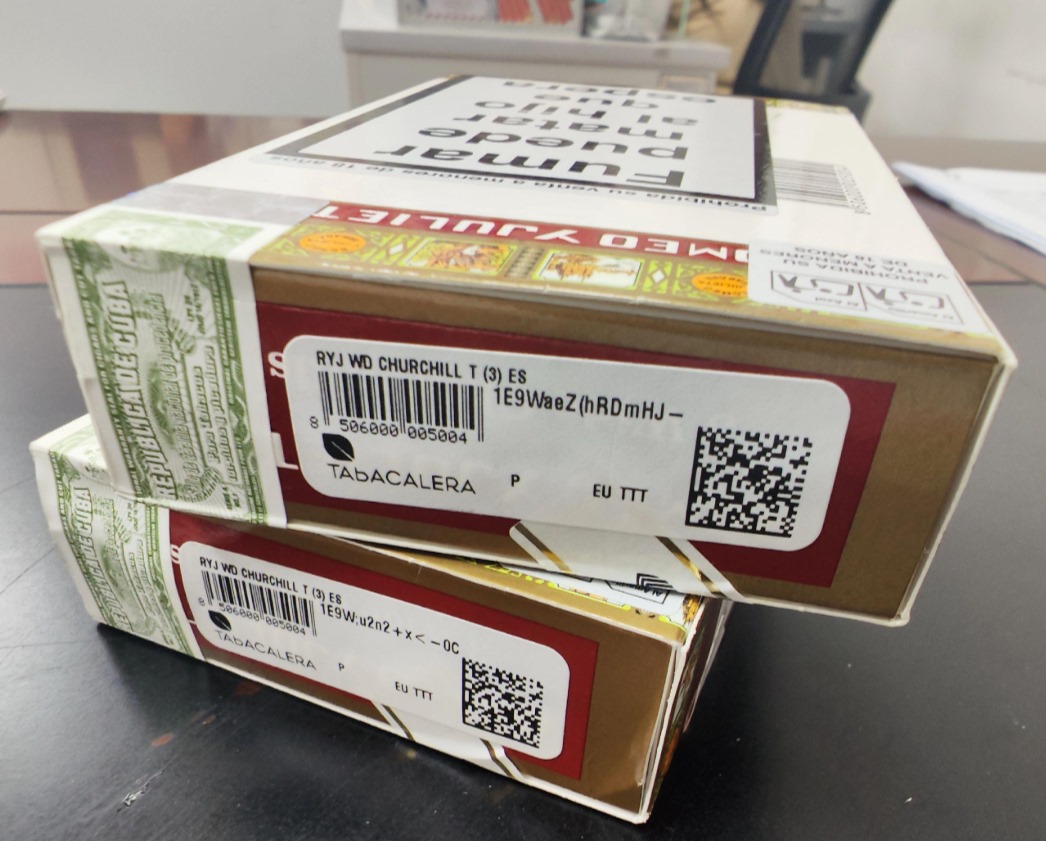 Fumar
puede
matar
al hijo
que
espera
Prohibida su venta a menores de 18 años
OMEO Y JULIET
PROHIBIDA SU
VENTA A MENORES
DE 18 AÑOS
REPUBLICA DE CUBA
RYJ WD CHURCHILL T (3) ES
1E9WaeZ(hRDmHJ–
8 506000 005004
TAbACALERA
P
EU TTT
RYJ WD CHURCHILL T (3) ES
1E9W;u2n2+x<–0C
8 506000 005004
TAbACALERA
P
EU TTT